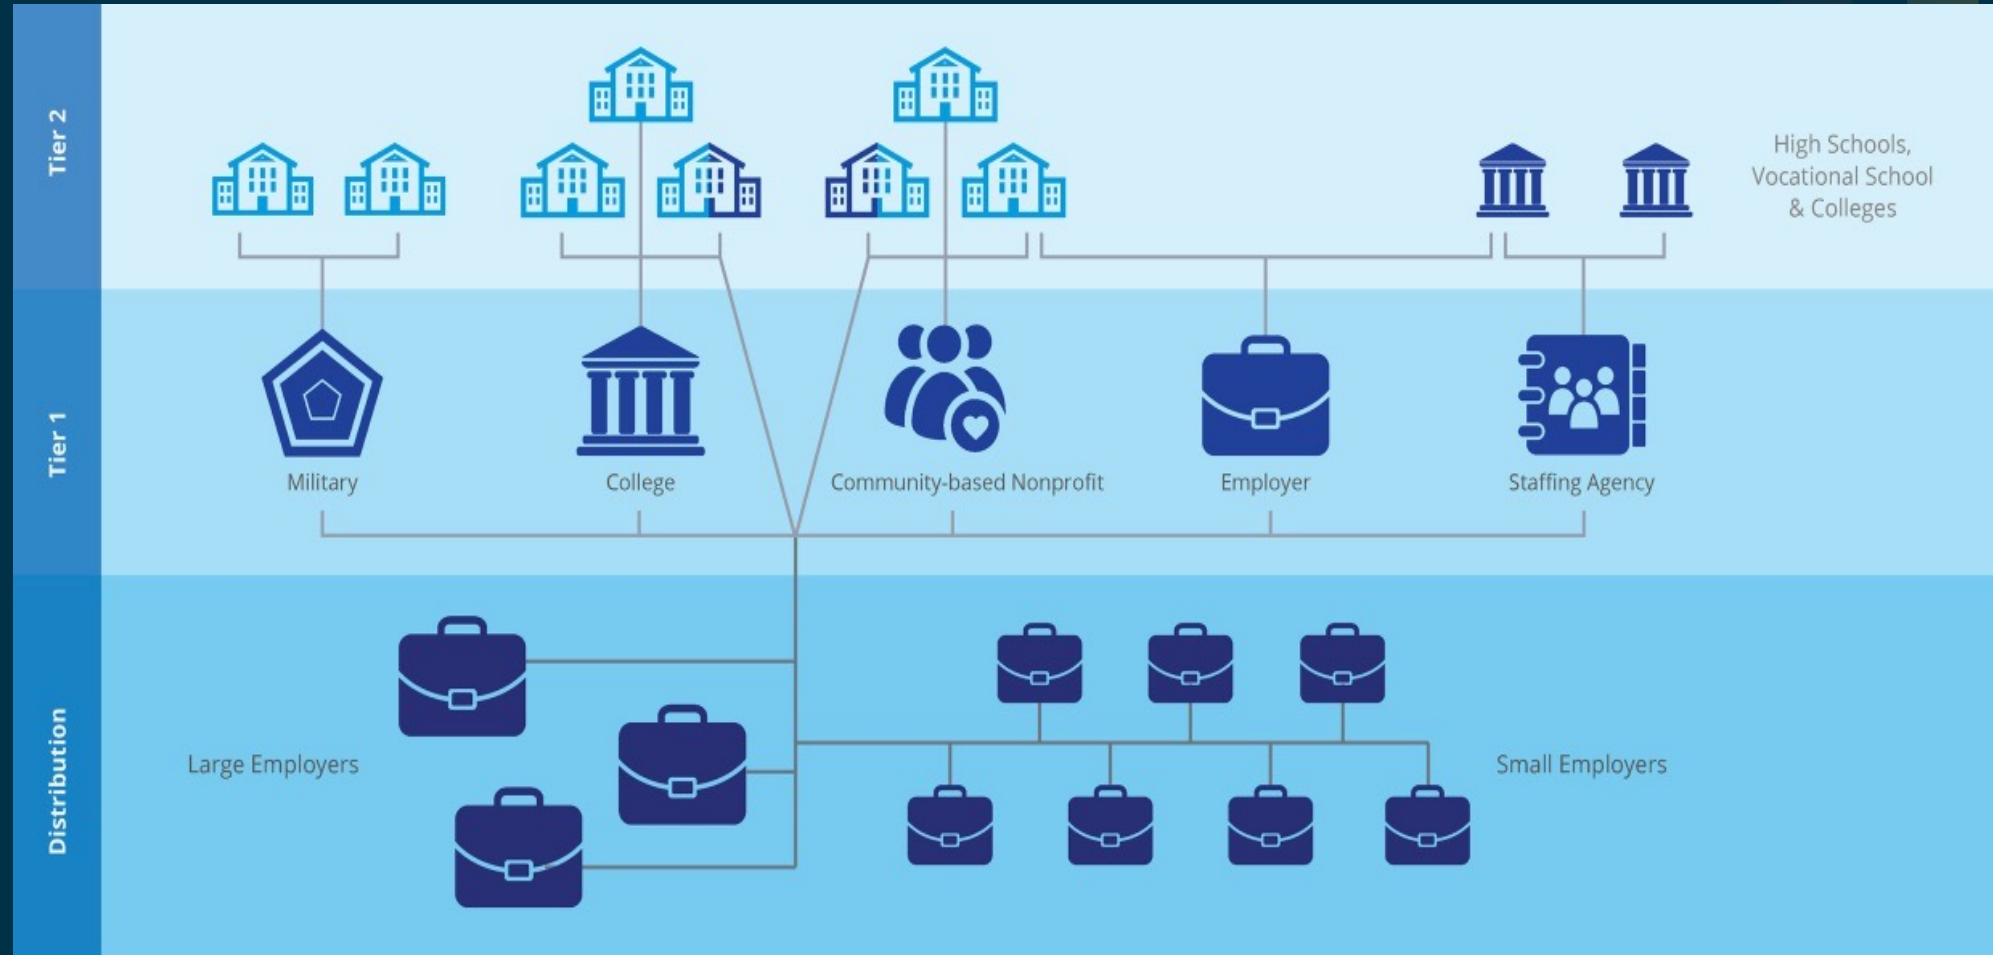 Tier 2
High Schools,
Vocational School
& Colleges
Tier 1
Military
College
Community-based Nonprofit
Employer
Staffing Agency
Distribution
Large Employers
Small Employers